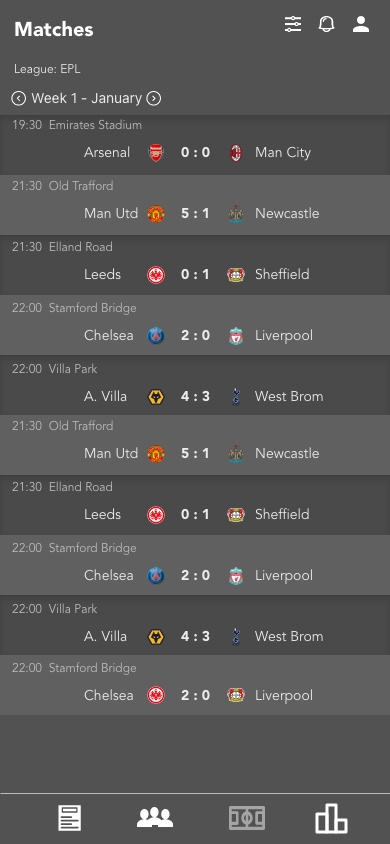 Matches
League: EPL
Week 1 - January
19:30 Emirates Stadium
Arsenal 0 : 0 Man City
21:30 Old Trafford
Man Utd 5 : 1 Newcastle
21:30 Elland Road
Leeds 0 : 1 Sheffield
22:00 Stamford Bridge
Chelsea 2 : 0 Liverpool
22:00 Villa Park
A. Villa 4 : 3 West Brom
21:30 Old Trafford
Man Utd 5 : 1 Newcastle
21:30 Elland Road
Leeds 0 : 1 Sheffield
22:00 Stamford Bridge
Chelsea 2 : 0 Liverpool
22:00 Villa Park
A. Villa 4 : 3 West Brom
22:00 Stamford Bridge
Chelsea 2 : 0 Liverpool